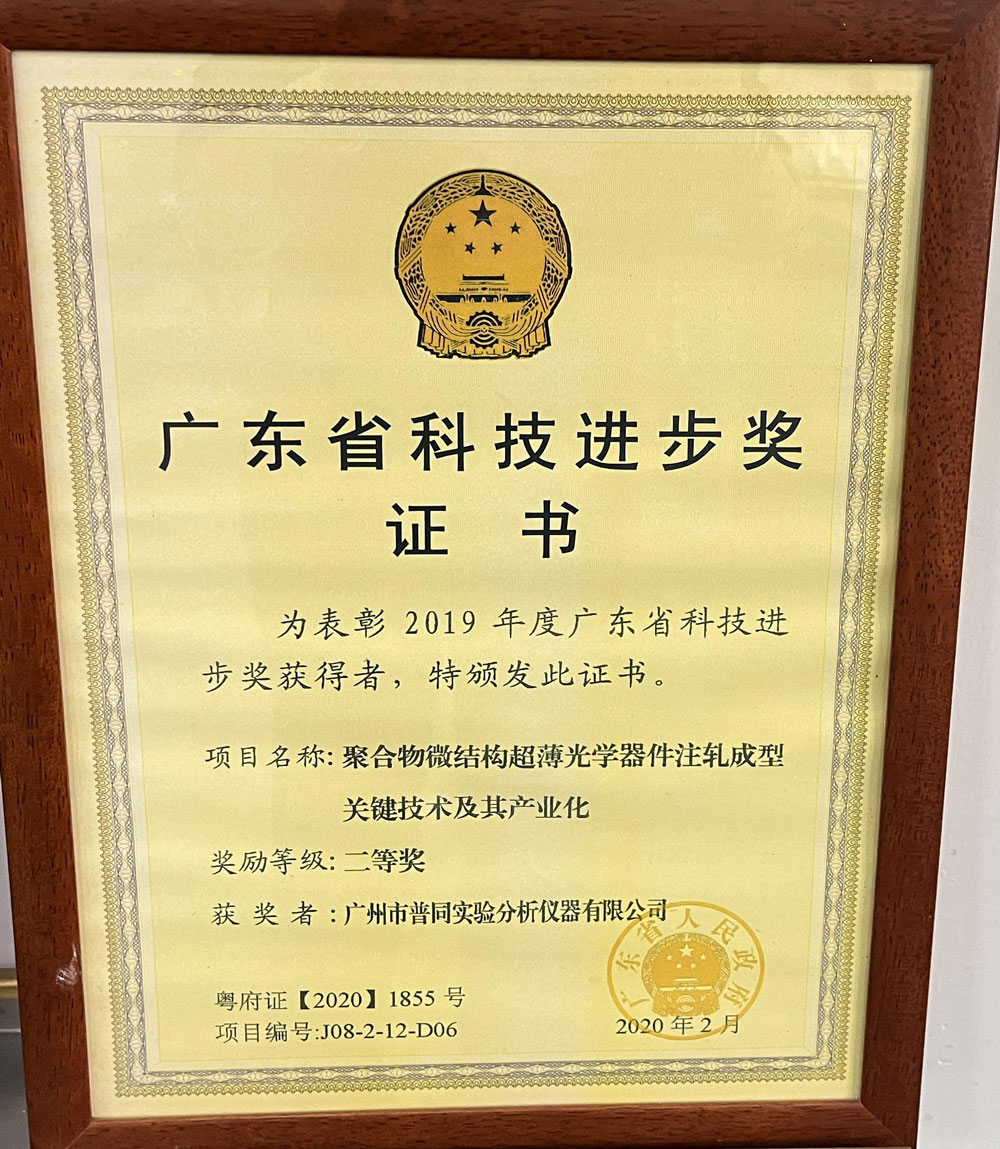 广东省科技进步奖
证 书
为表彰 2019 年度广东省科技进
步奖获得者，特颁发此证书。
项目名称: 聚合物微结构超薄光学器件注轧成型
关键技术及其产业化
奖励等级: 二等奖
获 奖 者 : 广州市普同实验分析仪器有限公司
广东省人民政府
粤府证【2020】1855 号
项目编号:J08-2-12-D06
2020 年 2 月